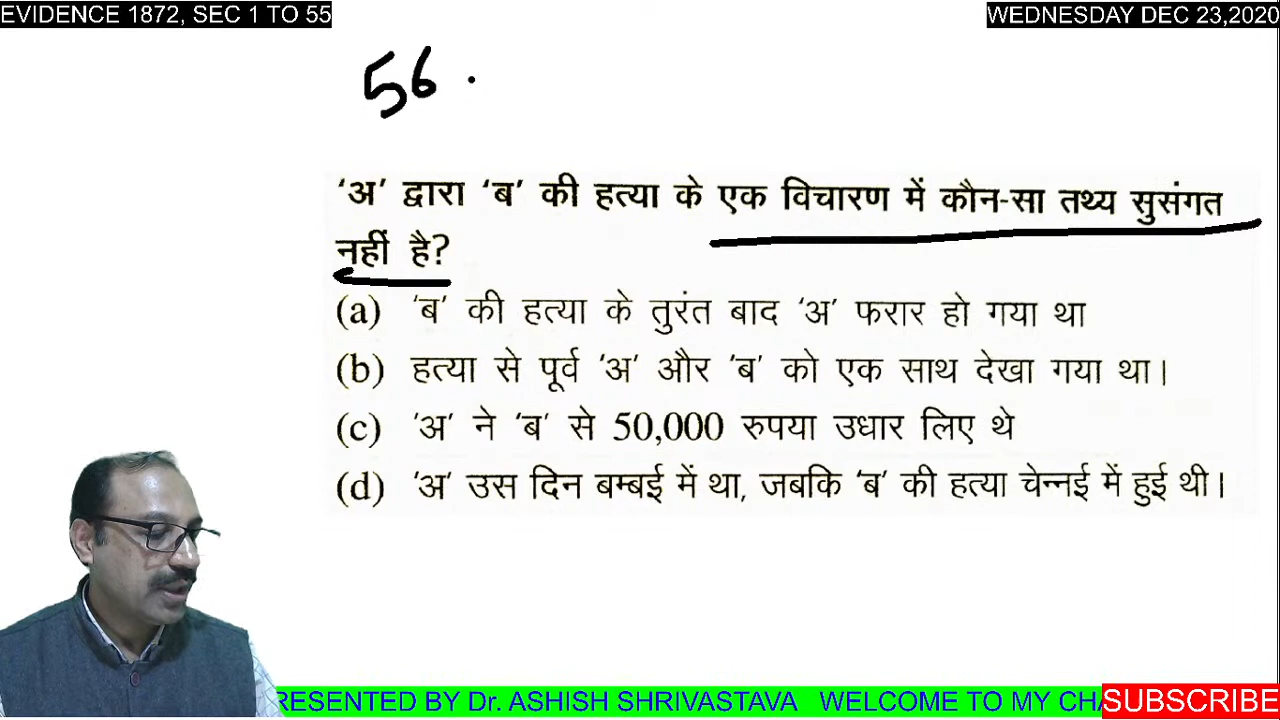 EVIDENCE 1872, SEC 1 TO 55
WEDNESDAY DEC 23,2020
56.
'अ' द्वारा 'ब' की हत्या के एक विचारण में कौन-सा तथ्य सुसंगत
नहीं है?
(a) 'ब' की हत्या के तुरंत बाद 'अ' फरार हो गया था
(b) हत्या से पूर्व 'अ' और 'ब' को एक साथ देखा गया था।
(c) 'अ' ने 'ब' से 50,000 रुपया उधार लिए थे
(d) 'अ' उस दिन बम्बई में था, जबकि 'ब' की हत्या चेन्नई में हुई थी।
RESENTED BY Dr. ASHISH SHRIVASTAVA WELCOME TO MY CHA
SUBSCRIBE